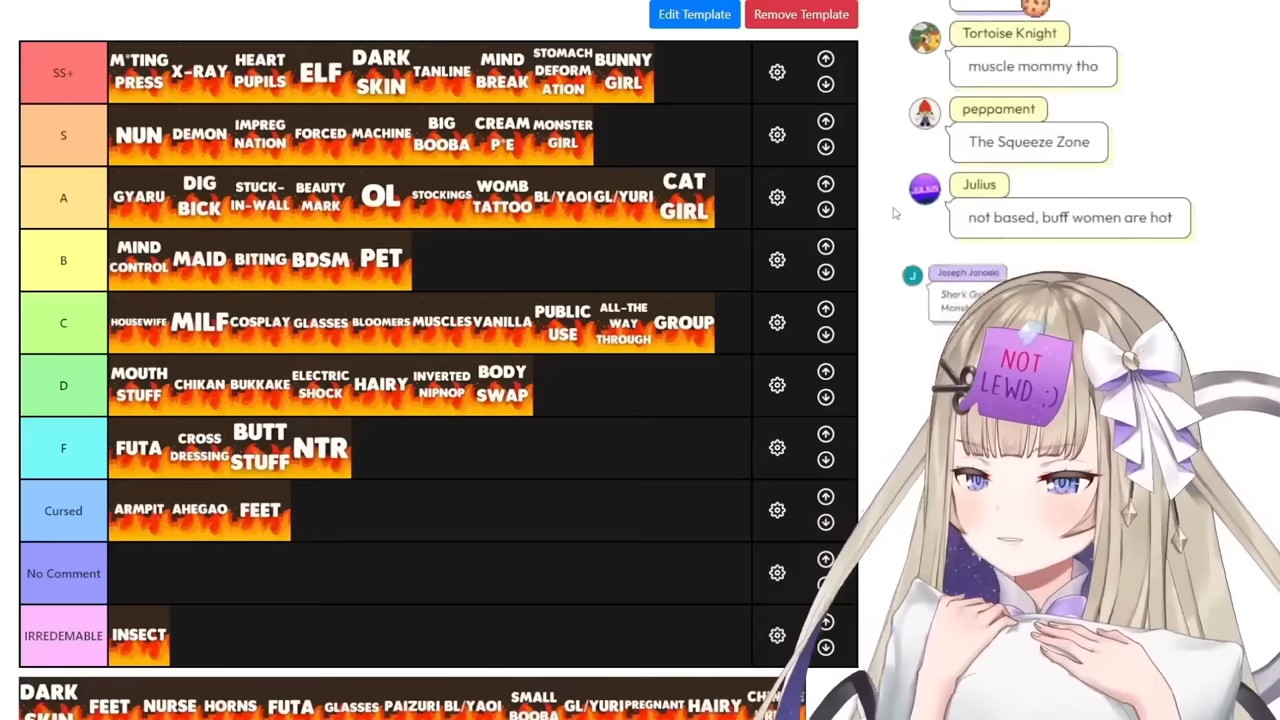 Edit Template
Remove Template
SS+
M*TING PRESS
X-RAY
HEART PUPILS
ELF
DARK SKIN
TANLINE
MIND BREAK
STOMACH DEFORM ATION
BUNNY GIRL
S
NUN
DEMON
IMPREG NATION
FORCED
MACHINE
BIG BOOBA
CREAM P*E
MONSTER GIRL
A
GYARU
DIG BICK
STUCK-IN-WALL
BEAUTY MARK
OL
STOCKINGS
WOMB TATTOO
BL/YAOI
GL/YURI
CAT GIRL
B
MIND CONTROL
MAID
BITING
BDSM
PET
C
HOUSEWIFE
MILF
COSPLAY
GLASSES
BLOOMERS
MUSCLES
VANILLA
PUBLIC USE
ALL-THE WAY THROUGH
GROUP
D
MOUTH STUFF
CHIKAN
BUKKAKE
ELECTRIC SHOCK
HAIRY
INVERTED NIPNOP
BODY SWAP
F
FUTA
CROSS DRESSING
BUTT STUFF
NTR
Cursed
ARMPIT
AHEGAO
FEET
No Comment
IRREDEMABLE
INSECT
DARK SKIN
FEET
NURSE
HORNS
FUTA
GLASSES
PAIZURI
BL/YAOI
SMALL BOOBA
GL/YURI
PREGNANT
HAIRY
Tortoise Knight
muscle mommy tho
peppament
The Squeeze Zone
Julius
not based, buff women are hot
J
Joseph Janoski
Shark
NOT
LEWD :)